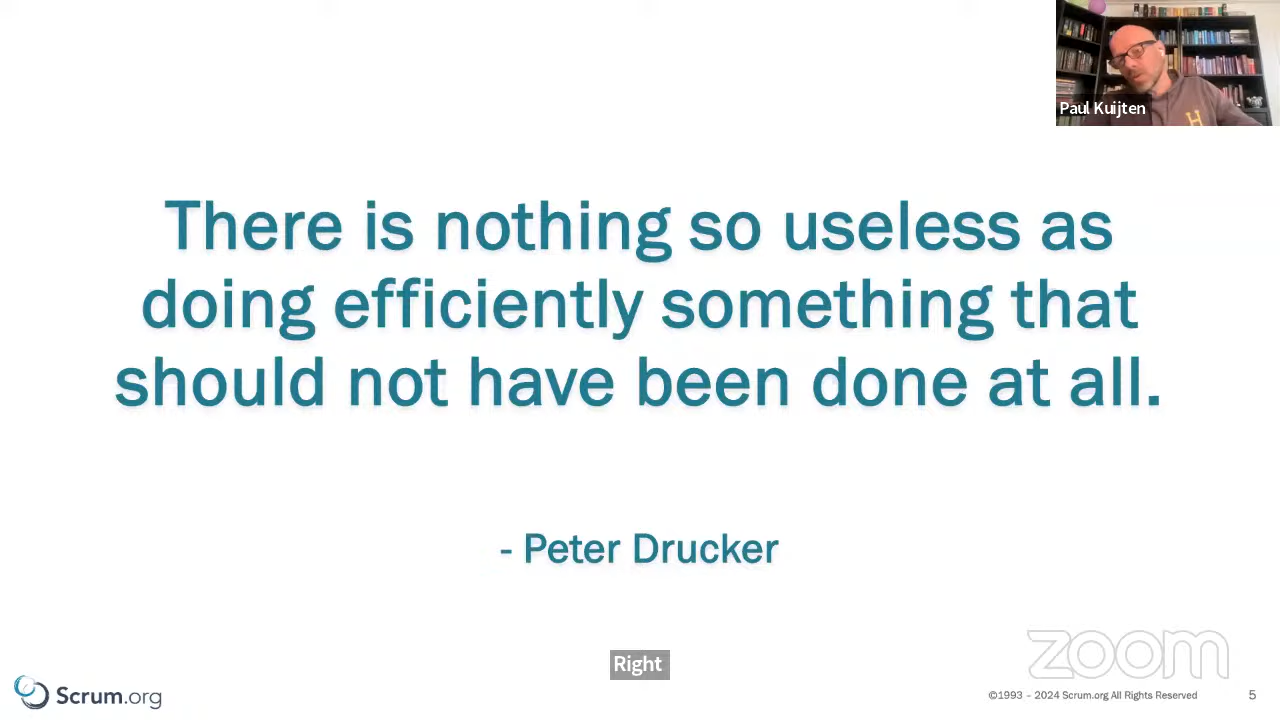 Paul Kuijten
There is nothing so useless as
doing efficiently something that
should not have been done at all.
- Peter Drucker
Right
zoom
Scrum.org
©1993 – 2024 Scrum.org All Rights Reserved
5